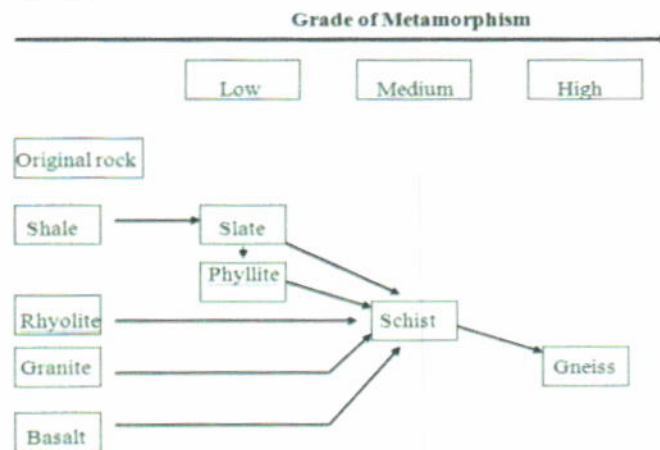 Grade of Metamorphism
Low Medium High
Original rock
Shale Slate
Phyllite
Rhyolite Schist
Granite Gneiss
Basalt